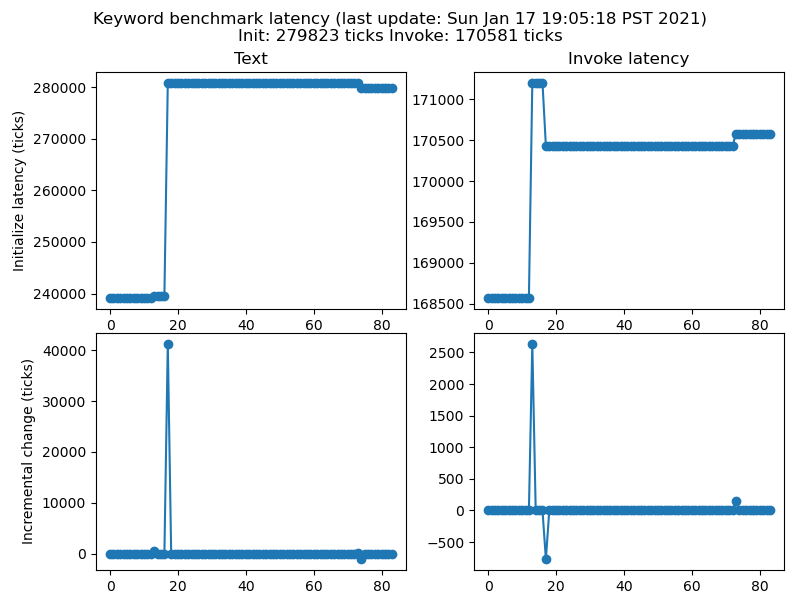 Keyword benchmark latency (last update: Sun Jan 17 19:05:18 PST 2021)
Init: 279823 ticks Invoke: 170581 ticks
Text
Invoke latency
Initialize latency (ticks)
280000
270000
260000
250000
240000
0 20 40 60 80
171000
170500
170000
169500
169000
168500
0 20 40 60 80
Incremental change (ticks)
40000
30000
20000
10000
0
0 20 40 60 80
2500
2000
1500
1000
500
0
−500
0 20 40 60 80